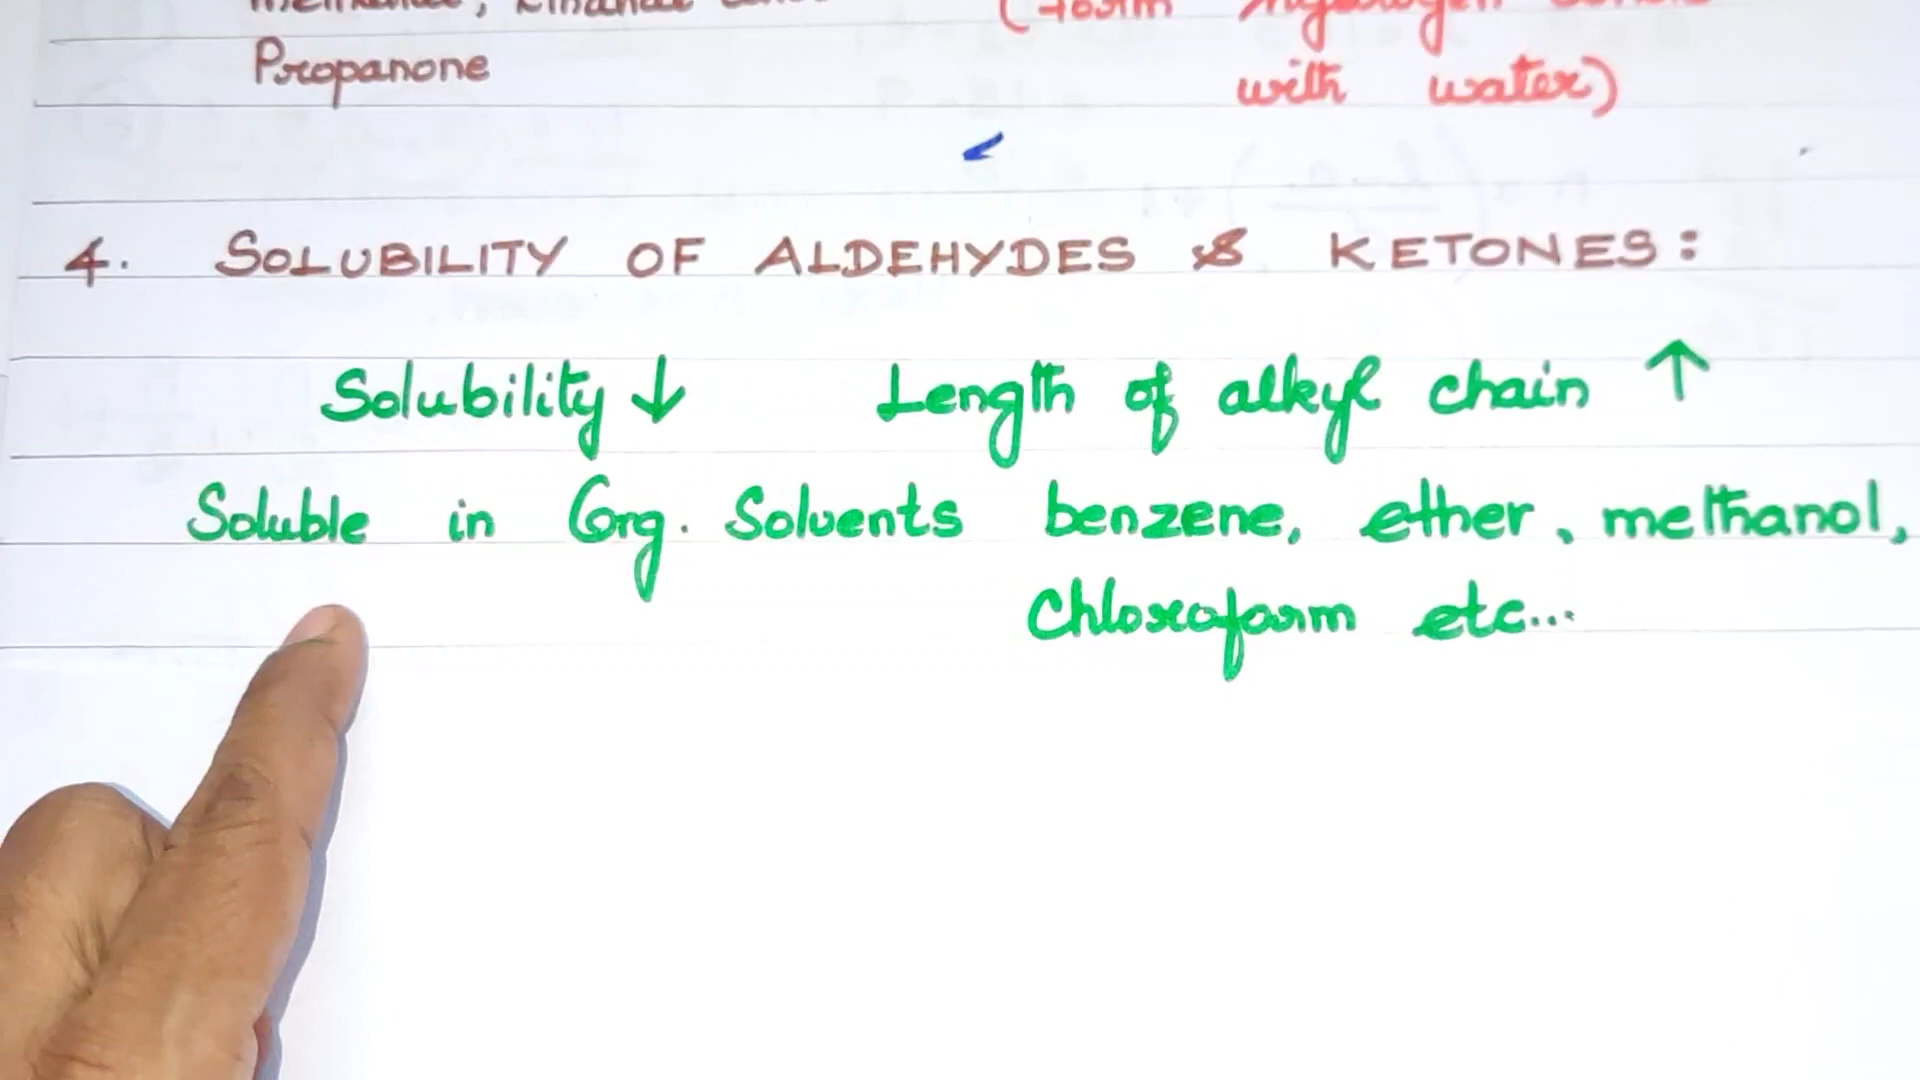 Propanone
with water)
4. SOLUBILITY OF ALDEHYDES & KETONES:
Solubility ↓ Length of alkyl chain ↑
Soluble in Org. Solvents benzene, ether, methanol,
Chloroform etc...